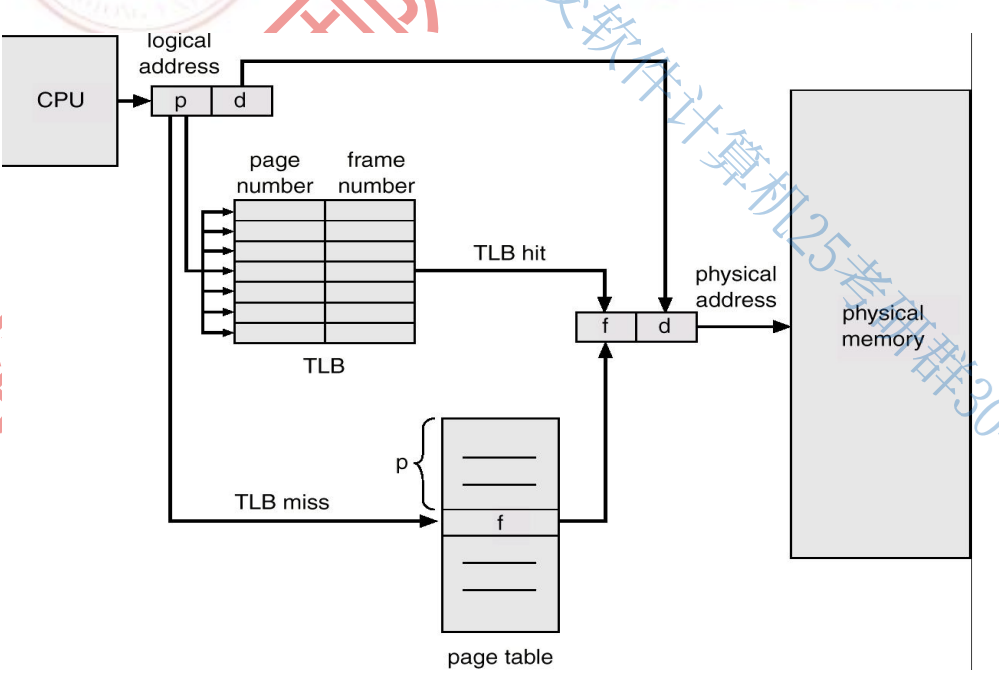 logical
address
CPU
p
d
page
number
frame
number
TLB hit
physical
address
f
d
physical
memory
TLB
p
TLB miss
f
page table
软件计算机25考研群30